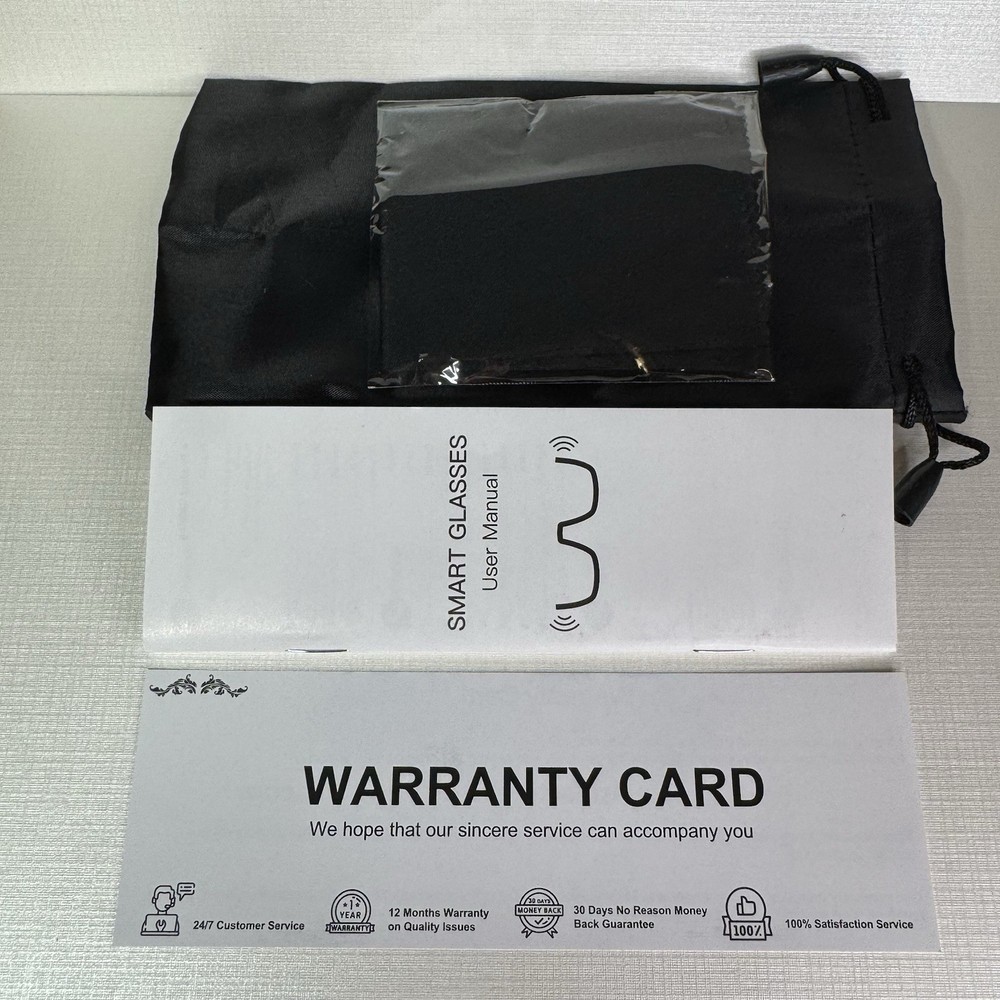 SMART GLASSES
User Manual
WARRANTY CARD
We hope that our sincere service can accompany you
24/7 Customer Service
1
YEAR
WARRANTY
12 Months Warranty
on Quality Issues
30 DAYS
MONEY BACK
30 Days No Reason Money
Back Guarantee
100%
100% Satisfaction Service